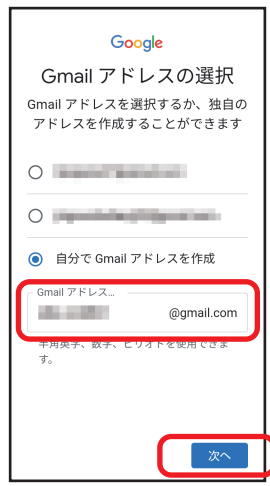 Google
Gmail アドレスの選択
Gmail アドレスを選択するか、独自の
アドレスを作成することができます
自分で Gmail アドレスを作成
Gmail アドレス…
@gmail.com
半角英字、数字、ピリオドを使用できま
す。
次へ